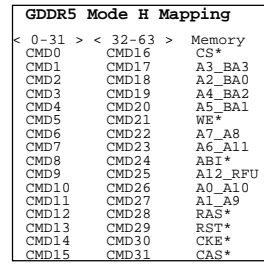 GDDR5 Mode H Mapping
< 0-31 > < 32-63 > Memory
CMD0 CMD16 CS*
CMD1 CMD17 A3_BA3
CMD2 CMD18 A2_BA0
CMD3 CMD19 A4_BA2
CMD4 CMD20 A5_BA1
CMD5 CMD21 WE*
CMD6 CMD22 A7_A8
CMD7 CMD23 A6_A11
CMD8 CMD24 ABI*
CMD9 CMD25 A12_RFU
CMD10 CMD26 A0_A10
CMD11 CMD27 A1_A9
CMD12 CMD28 RAS*
CMD13 CMD29 RST*
CMD14 CMD30 CKE*
CMD15 CMD31 CAS*